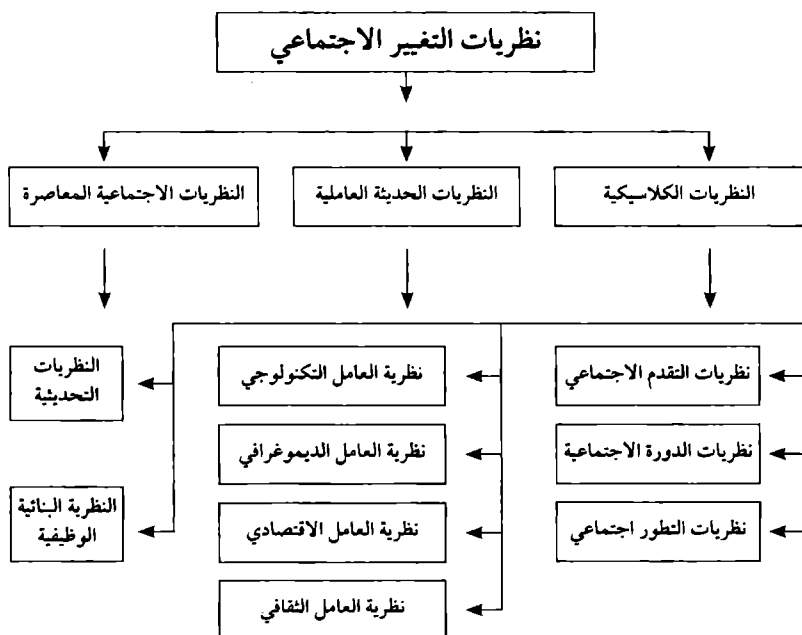 نظريات التغيير الاجتماعي
النظريات الكلاسيكية
النظريات الحديثة العاملية
النظريات الاجتماعية المعاصرة
نظريات التقدم الاجتماعي
نظريات الدورة الاجتماعية
نظريات التطور اجتماعي
نظرية العامل التكنولوجي
نظرية العامل الديموغرافي
نظرية العامل الاقتصادي
نظرية العامل الثقافي
النظريات
التحديثية
النظرية البنائية
الوظيفية